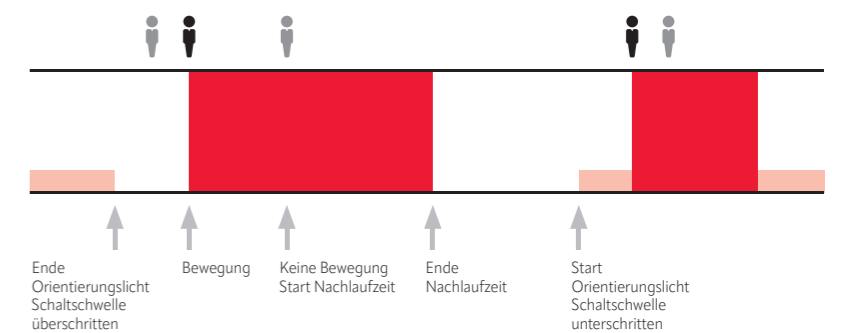 Ende
Orientierungslicht
Schaltschwelle
überschritten
Bewegung
Keine Bewegung
Start Nachlaufzeit
Ende
Nachlaufzeit
Start
Orientierungslicht
Schaltschwelle
unterschritten